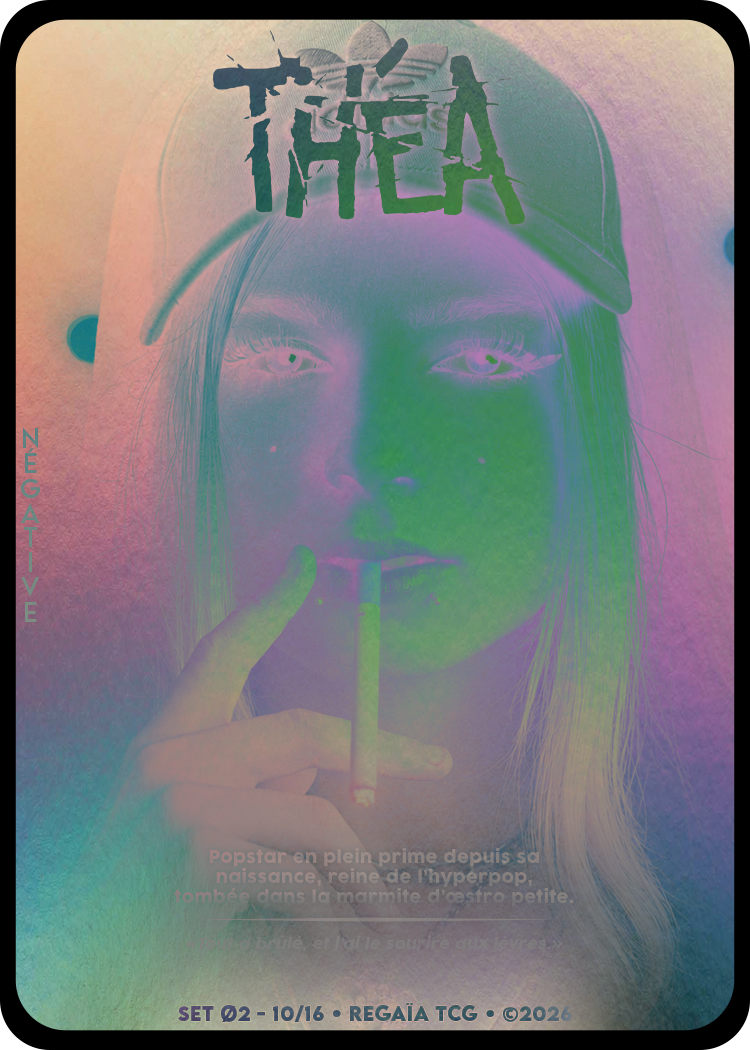 THÉA
NÉGATIVE
Popstar en plein prime depuis sa
naissance, reine de l'hyperpop,
tombée dans la marmite d'œstro petite.
brûlé, et j'ai le sourire aux lèvres »
SET Ø2 - 10/16 • REGAÏA TCG • ©2026